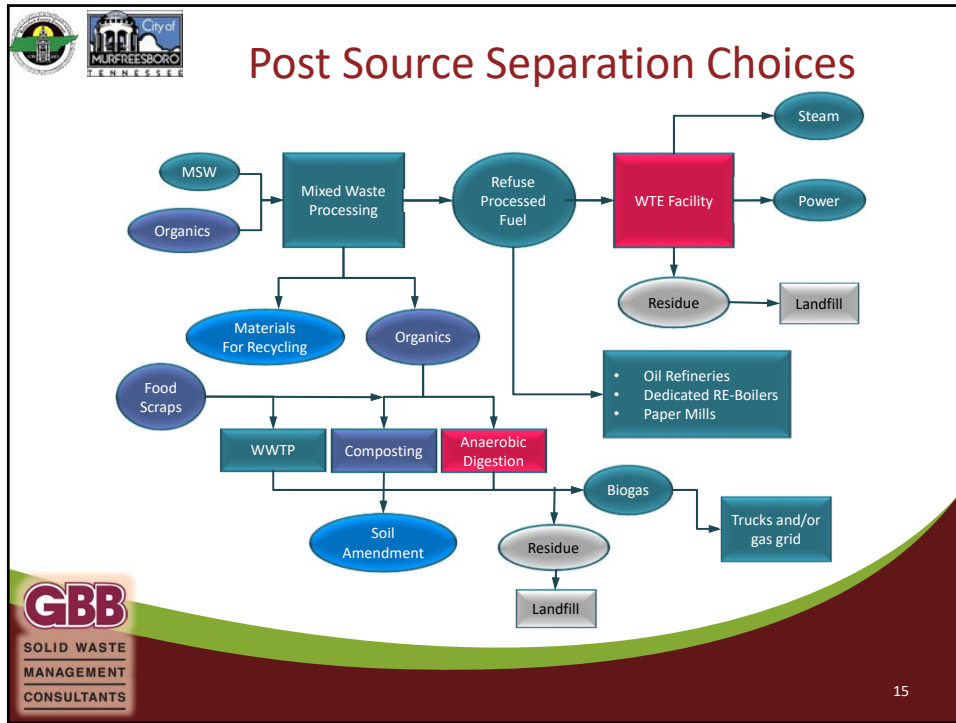 City of
MURFREESBORO
TENNESSEE
Post Source Separation Choices
Steam
MSW
Mixed Waste
Processing
Refuse
Processed
Fuel
WTE Facility
Power
Organics
Residue
Landfill
Materials
For Recycling
Organics
• Oil Refineries
• Dedicated RE-Boilers
• Paper Mills
Food
Scraps
WWTP
Composting
Anaerobic
Digestion
Biogas
Trucks and/or
gas grid
Soil
Amendment
Residue
Landfill
GBB
SOLID WASTE
MANAGEMENT
CONSULTANTS
15